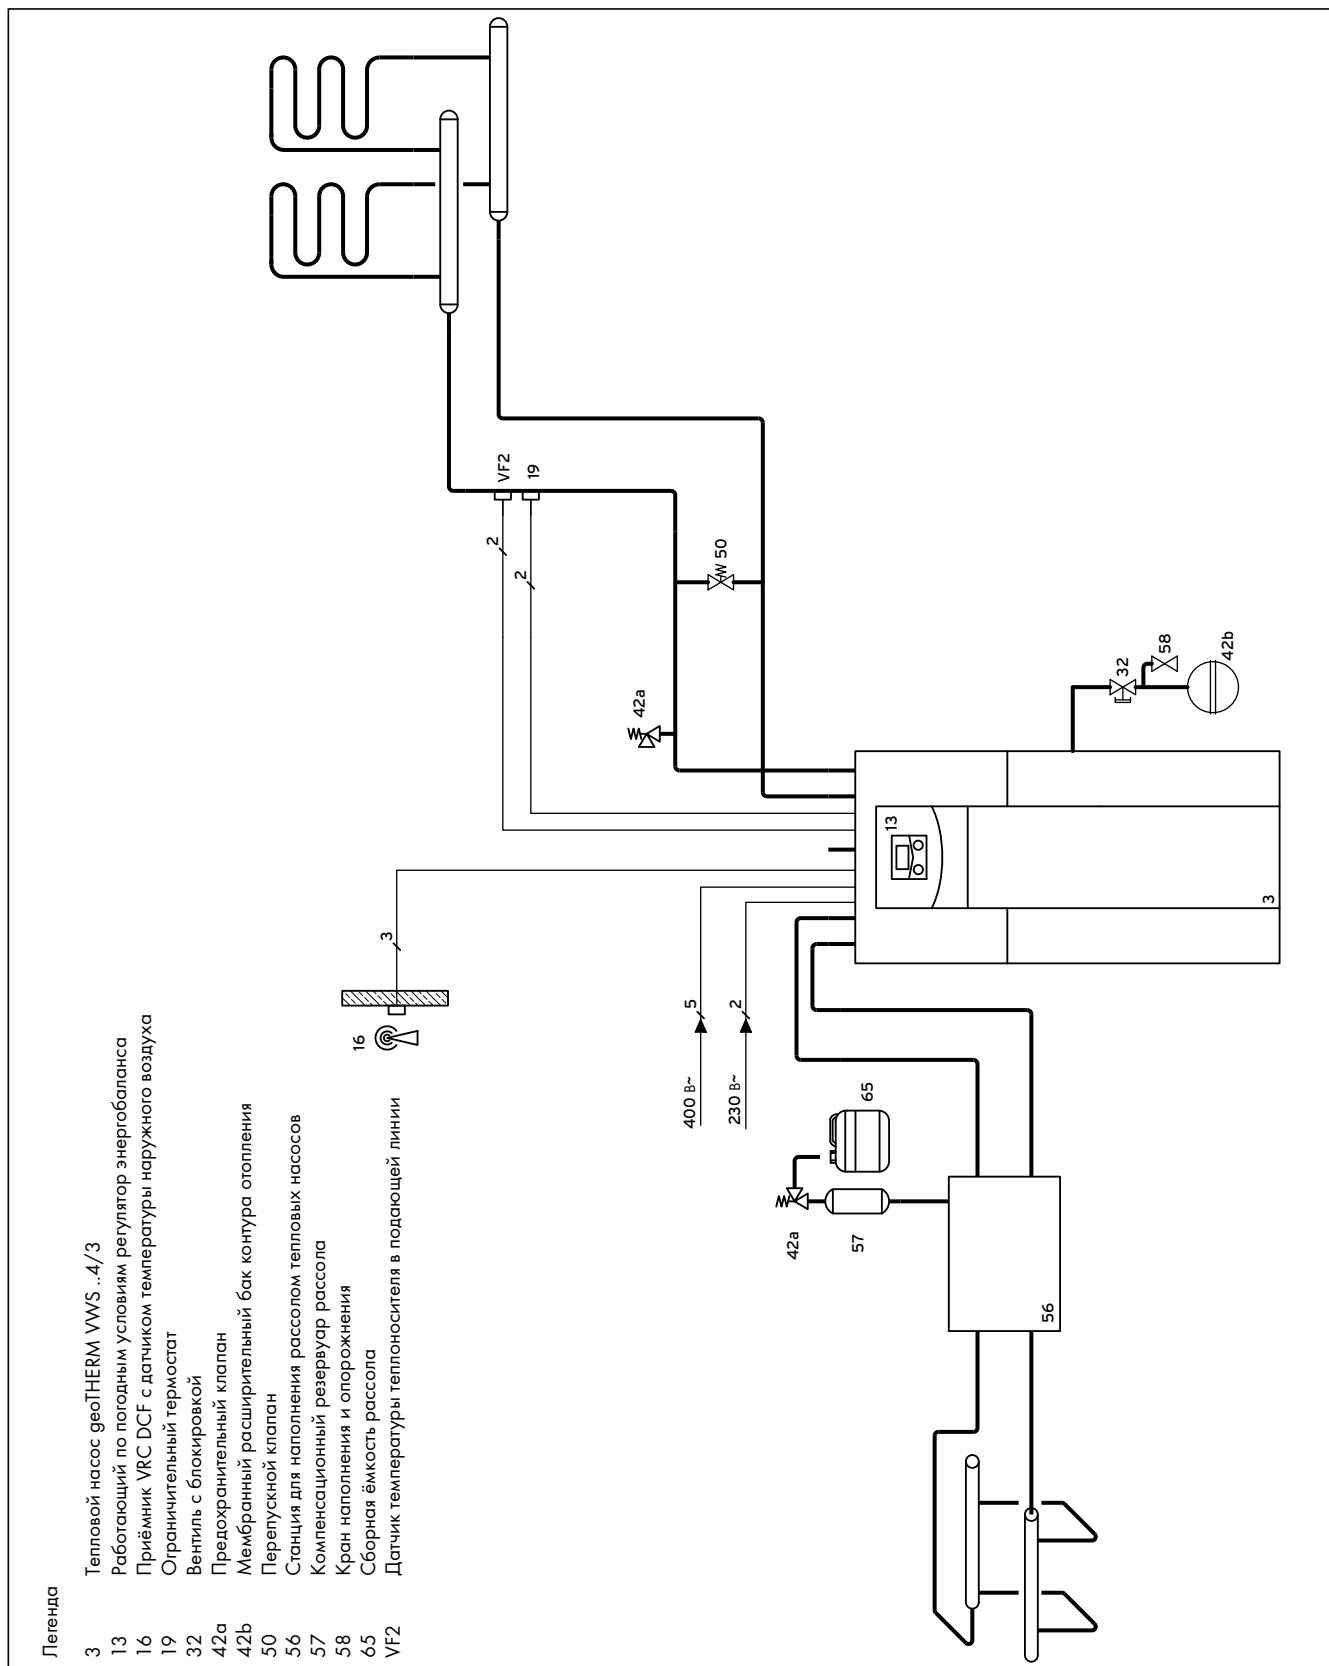 Легенда
3 Тепловой насос geoTHERM VWS ..4/3
13 Работающий по погодным условиям регулятор энергобаланса
16 Приёмник VRC DCF с датчиком температуры наружного воздуха
19 Ограничительный термостат
32 Вентиль с блокировкой
42a Предохранительный клапан
42b Мембранный расширительный бак контура отопления
50 Перепускной клапан
56 Станция для наполнения рассолом тепловых насосов
57 Компенсационный резервуар рассола
58 Кран наполнения и опорожнения
65 Сборная ёмкость рассола
VF2 Датчик температуры теплоносителя в подающей линии
16
3
VF2
19
2
2
50
42a
400 В~
5
230 В~
2
42a
57
65
56
13
3
32
58
42b